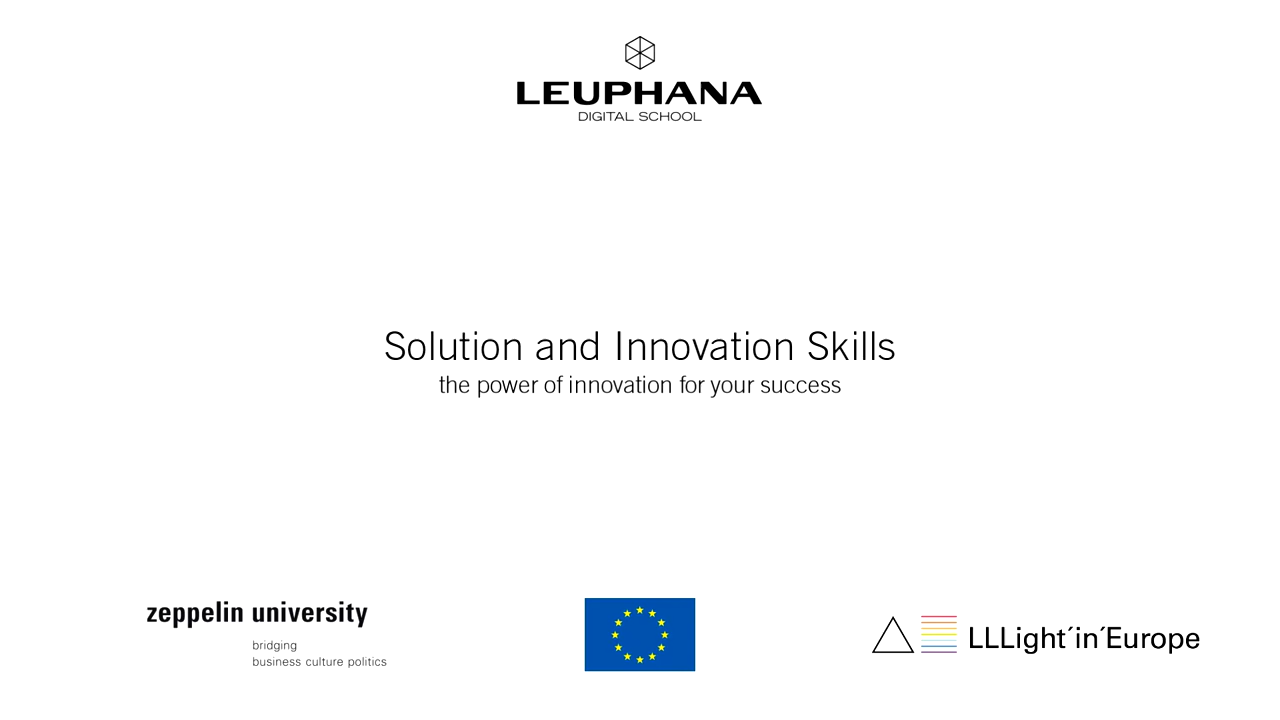 LEUPHANA
DIGITAL SCHOOL
Solution and Innovation Skills
the power of innovation for your success
zeppelin university
bridging
business culture politics
LLLight´in´Europe